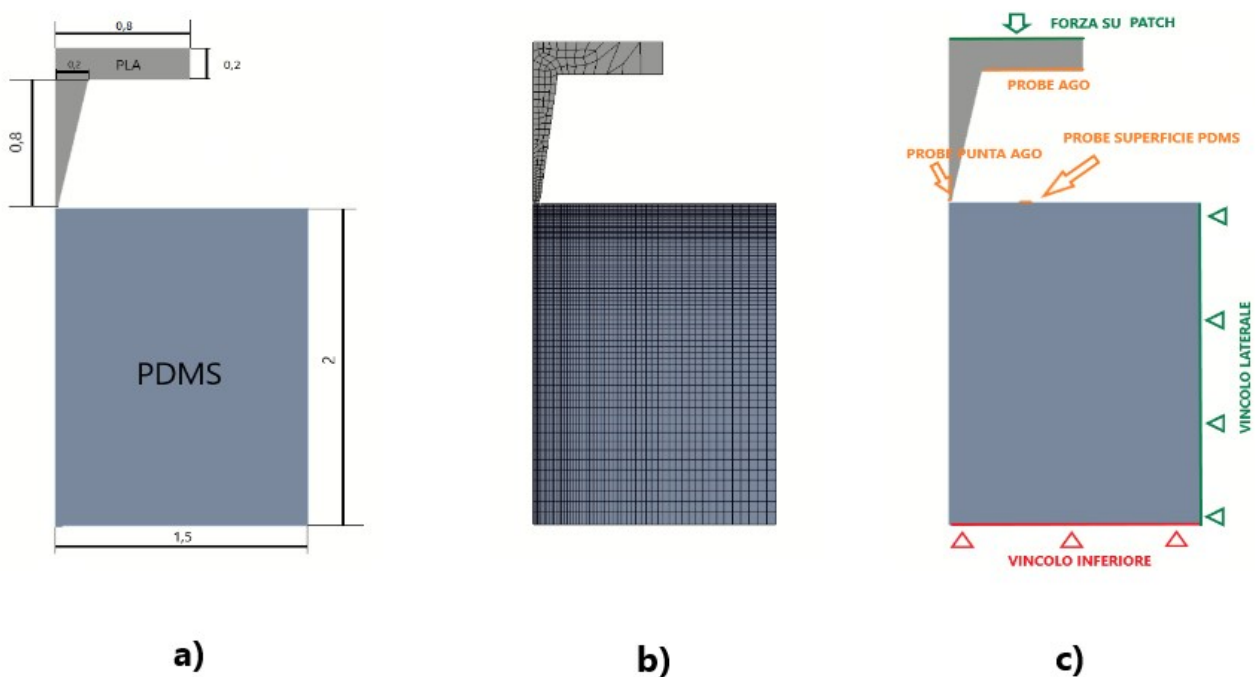 0,8
PLA
0,2
0,2
0,8
PDMS
2
1,5
a)
b)
FORZA SU PATCH
PROBE AGO
PROBE SUPERFICIE PDMS
PROBE PUNTA AGO
VINCOLO LATERALE
VINCOLO INFERIORE
c)